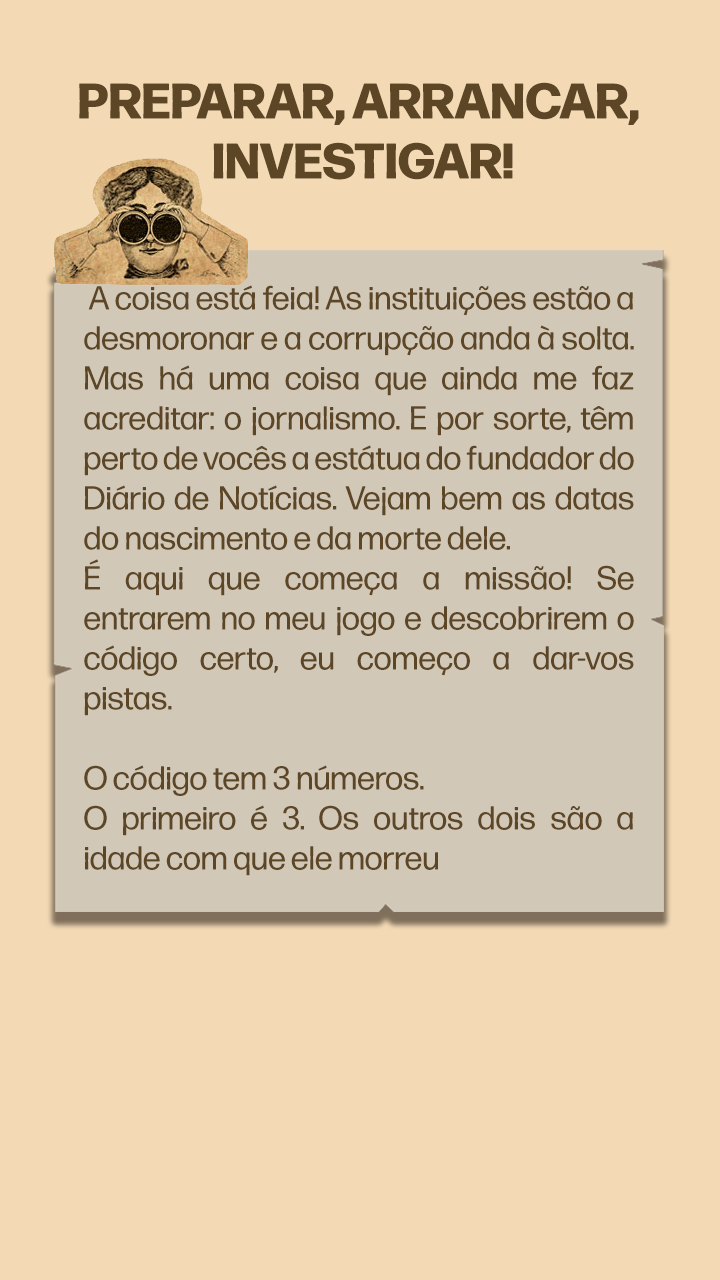 PREPARAR, ARRANCAR,
INVESTIGAR!
A coisa está feia! As instituições estão a
desmoronar e a corrupção anda à solta.
Mas há uma coisa que ainda me faz
acreditar: o jornalismo. E por sorte, têm
perto de vocês a estátua do fundador do
Diário de Notícias. Vejam bem as datas
do nascimento e da morte dele.
É aqui que começa a missão! Se
entrarem no meu jogo e descobrirem o
código certo, eu começo a dar-vos
pistas.
O código tem 3 números.
O primeiro é 3. Os outros dois são a
idade com que ele morreu